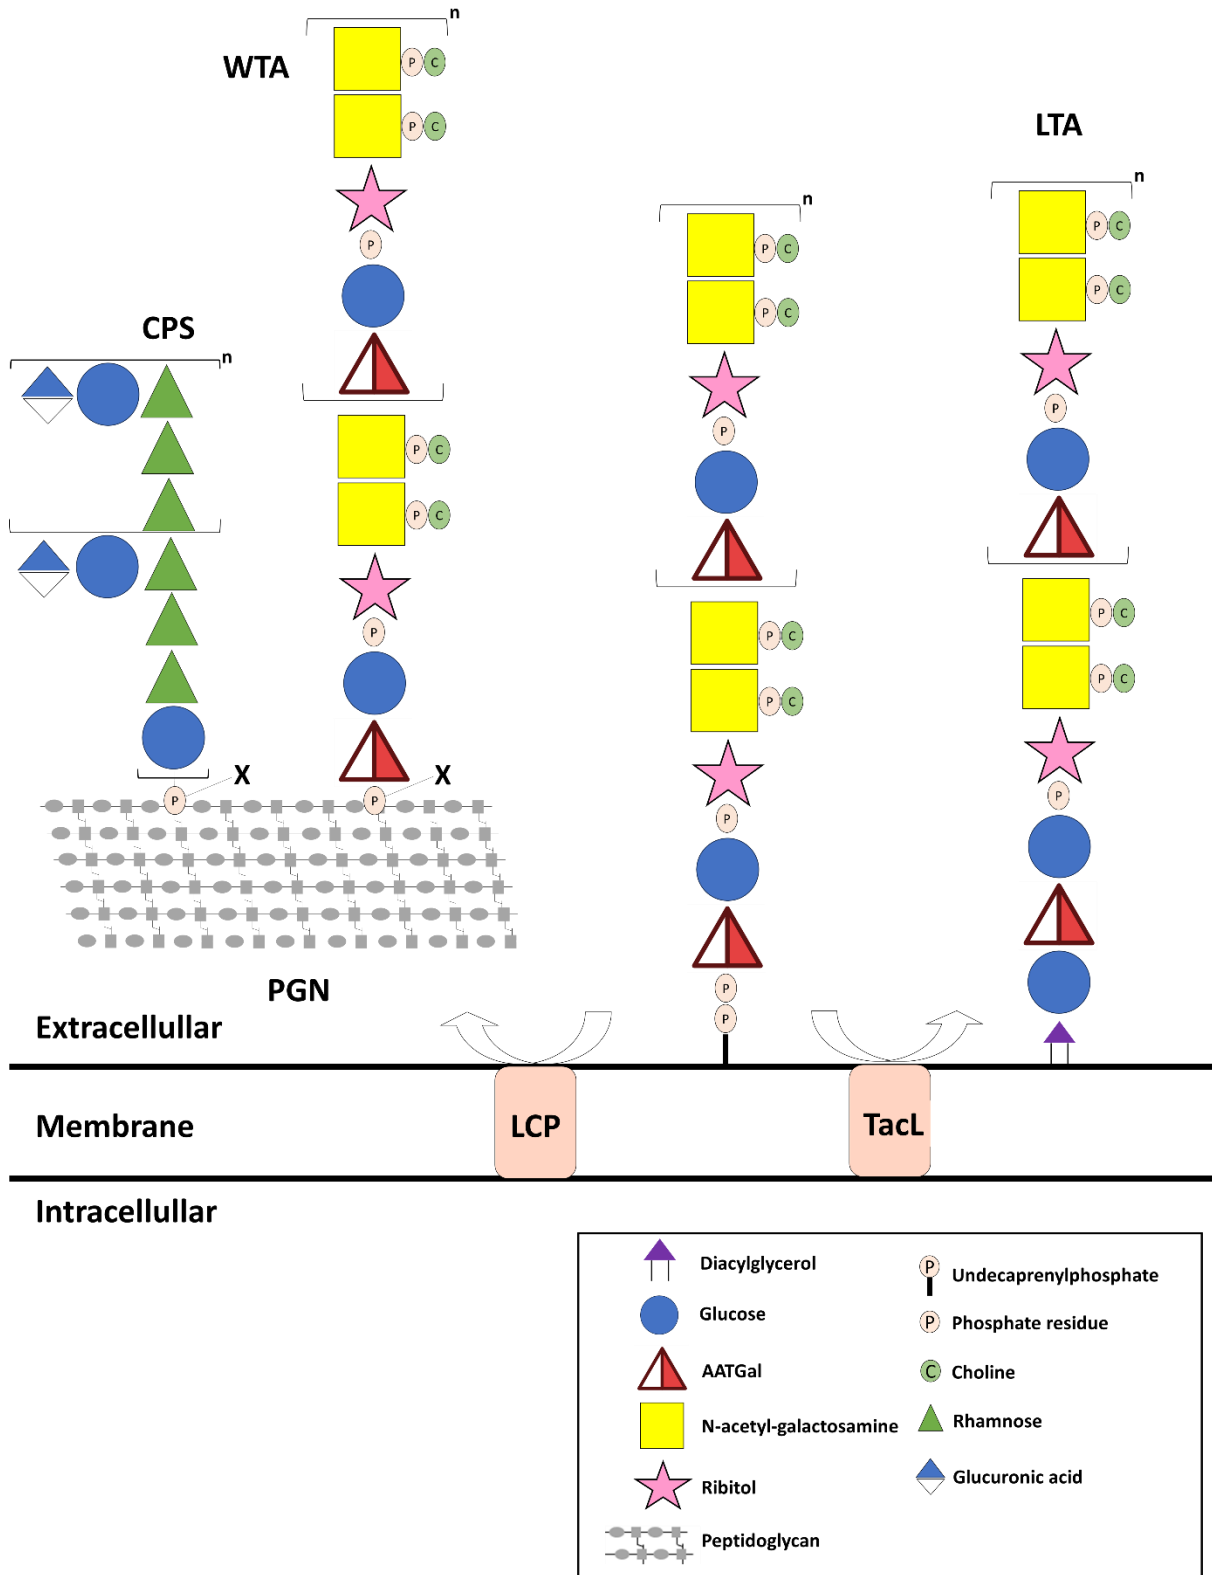 n
WTA
P C
P C
LTA
n
n
P C
P C
P
P C
P C
CPS
n
P C
P C
P
P
P C
P C
P
P C
P C
P C
P C
X
X
P
P
P
P
PGN
P
P
Extracellullar
Membrane
LCP
TacL
Intracellullar
Diacylglycerol
Glucose
AATGal
N-acetyl-galactosamine
Ribitol
Peptidoglycan
P Undecaprenylphosphate
P Phosphate residue
C Choline
Rhamnose
Glucuronic acid